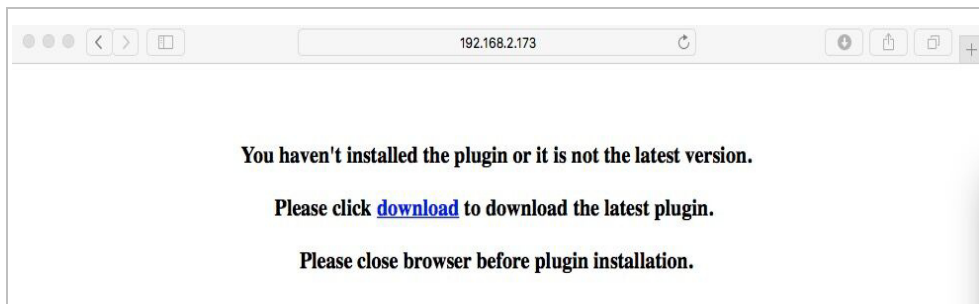 192.168.2.173
You haven't installed the plugin or it is not the latest version.
Please click download to download the latest plugin.
Please close browser before plugin installation.